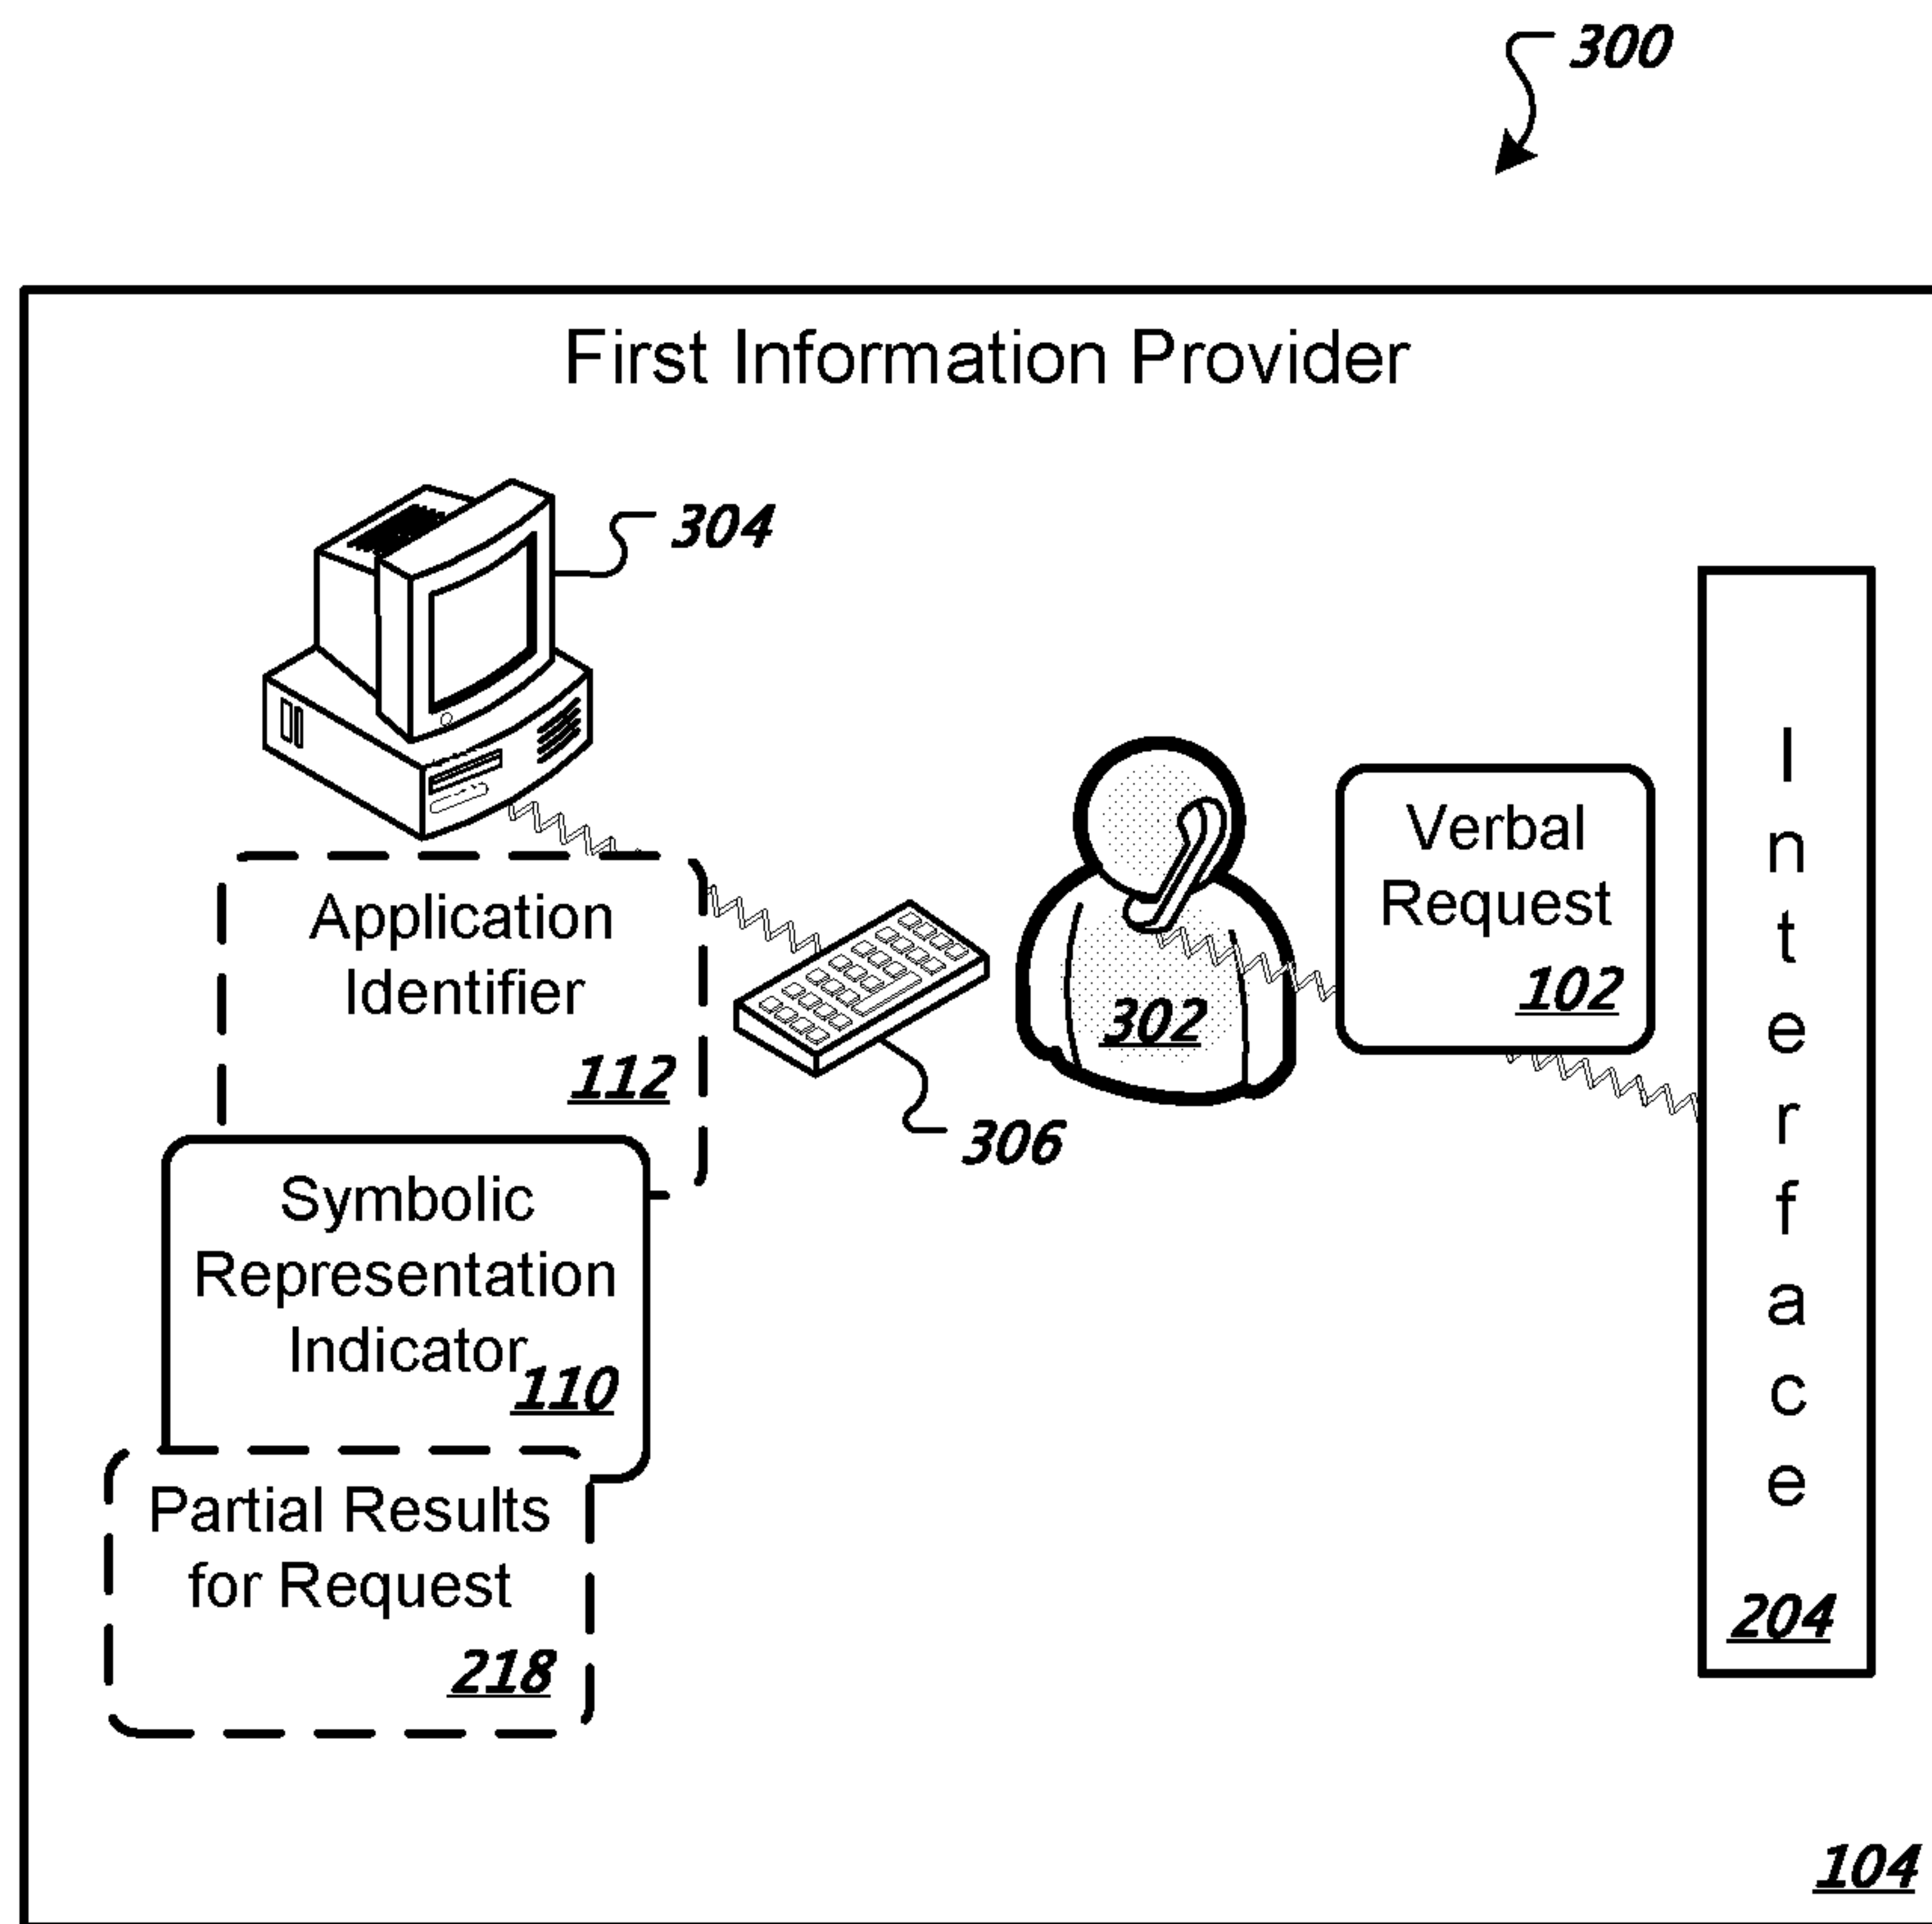 300
First Information Provider
304
Application
Identifier
112
306
302
Verbal
Request
102
Interface
204
Symbolic
Representation
Indicator
110
Partial Results
for Request
218
104